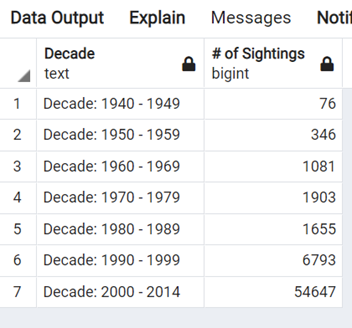 Data Output Explain Messages Notif
Decade # of Sightings
text bigint
1 Decade: 1940 - 1949 76
2 Decade: 1950 - 1959 346
3 Decade: 1960 - 1969 1081
4 Decade: 1970 - 1979 1903
5 Decade: 1980 - 1989 1655
6 Decade: 1990 - 1999 6793
7 Decade: 2000 - 2014 54647